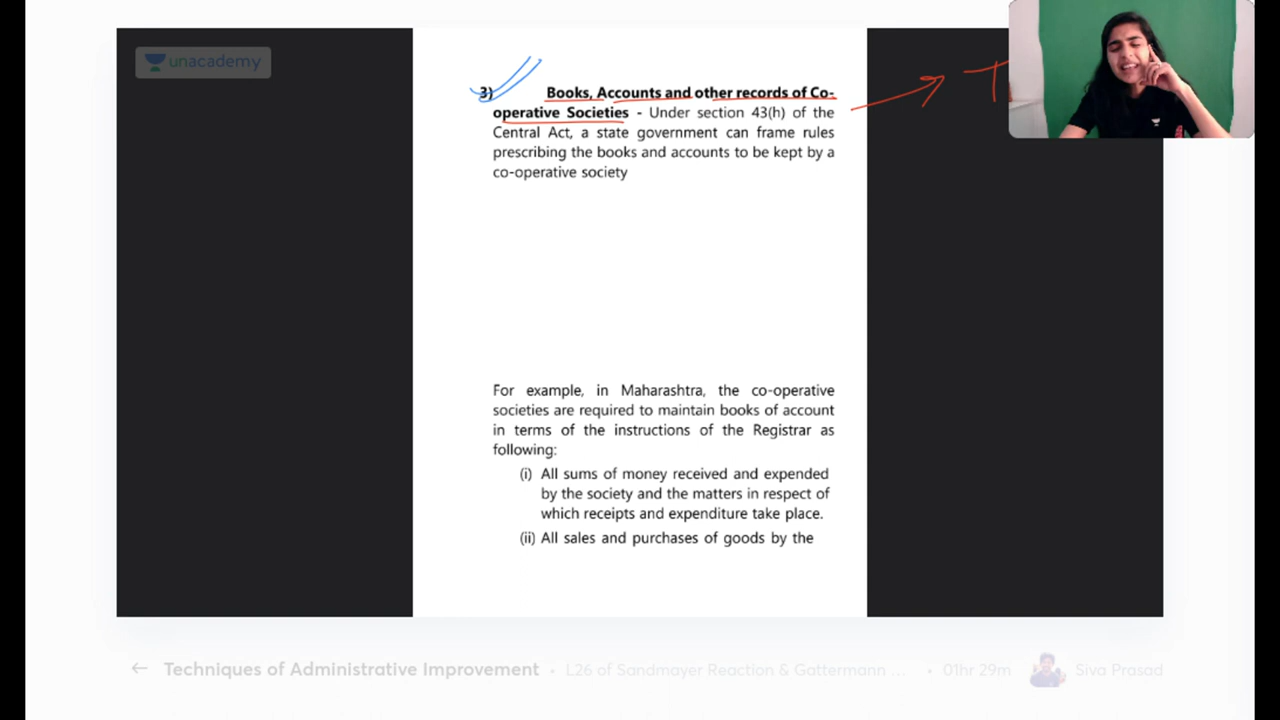 unacademy
3) Books, Accounts and other records of Co-
operative Societies - Under section 43(h) of the
Central Act, a state government can frame rules
prescribing the books and accounts to be kept by a
co-operative society
T
For example, in Maharashtra, the co-operative
societies are required to maintain books of account
in terms of the instructions of the Registrar as
following:
(i) All sums of money received and expended
by the society and the matters in respect of
which receipts and expenditure take place.
(ii) All sales and purchases of goods by the
← Techniques of Administrative Improvement • L26 of Sandmayer Reaction & Gattermann ... • 01hr 29m Siva Prasad